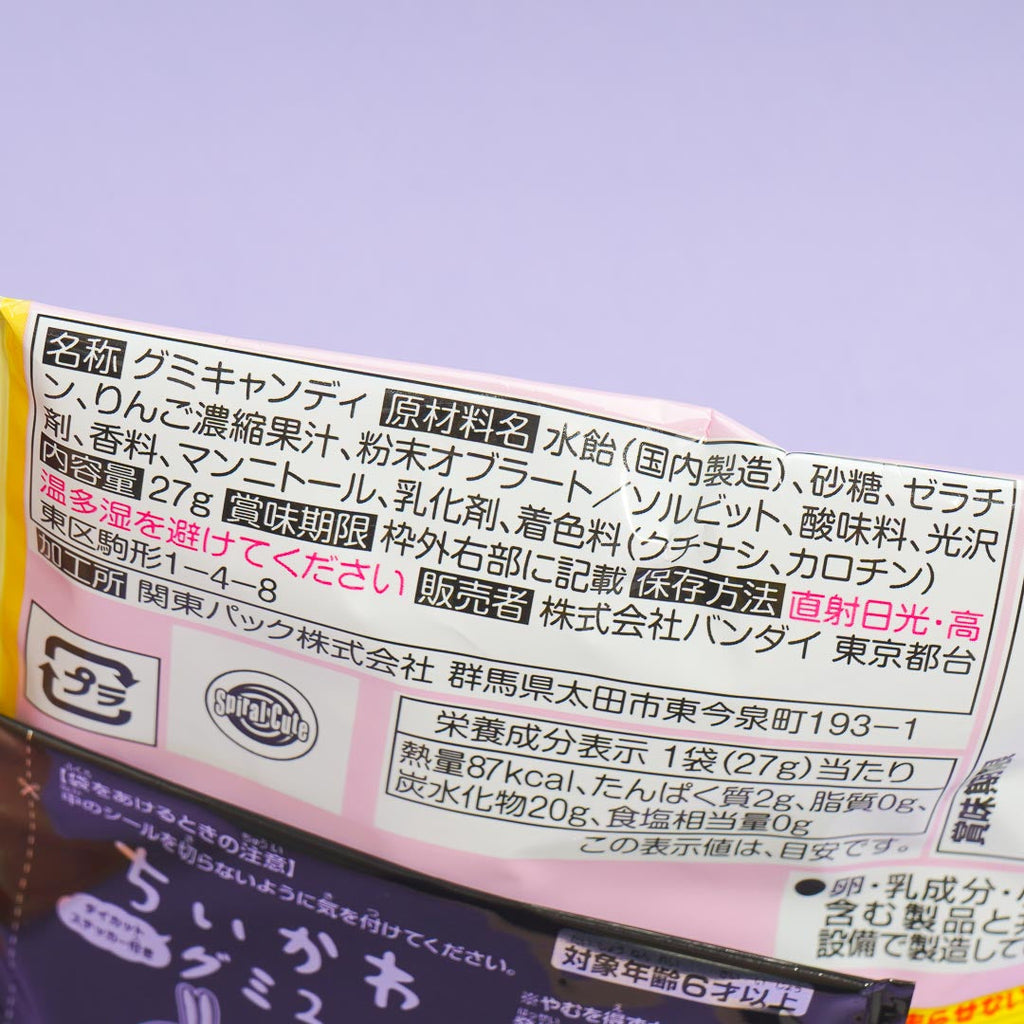 名称 グミキャンディ 原材料名 水飴(国内製造)、砂糖、ゼラチ
ン、りんご濃縮果汁、粉末オブラート/ソルビット、酸味料、光沢
剤、香料、マンニトール、乳化剤、着色料(クチナシ、カロチン)
内容量 27g 賞味期限 枠外右部に記載 保存方法 直射日光・高
温多湿を避けてください 販売者 株式会社バンダイ 東京都台
東区駒形1-4-8
加工所 関東パック株式会社 群馬県太田市東今泉町193-1
プラ
Spiral・Cute
栄養成分表示 1袋(27g)当たり
熱量87kcal、たんぱく質2g、脂質0g、
炭水化物20g、食塩相当量0g
この表示値は、目安です。
賞味期限
●卵・乳成分・
含む製品と
設備で製造して
【袋をあけるときの注意】
中のシールを切らないように気を付けてください。
ちいかわ
グミ2
ダイカット
ステッカー付き
対象年齢6才以上
※やむを得ず
らせない